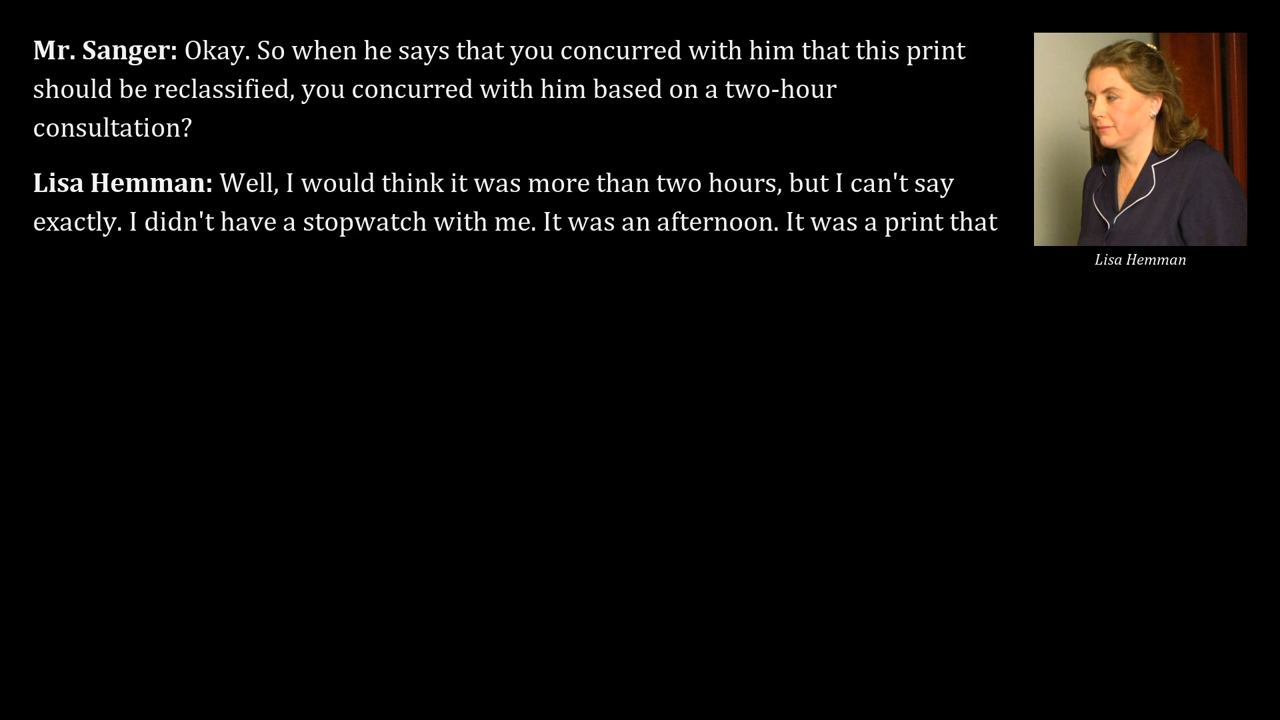 Mr. Sanger: Okay. So when he says that you concurred with him that this print
should be reclassified, you concurred with him based on a two-hour
consultation?
Lisa Hemman: Well, I would think it was more than two hours, but I can't say
exactly. I didn't have a stopwatch with me. It was an afternoon. It was a print that
Lisa Hemman